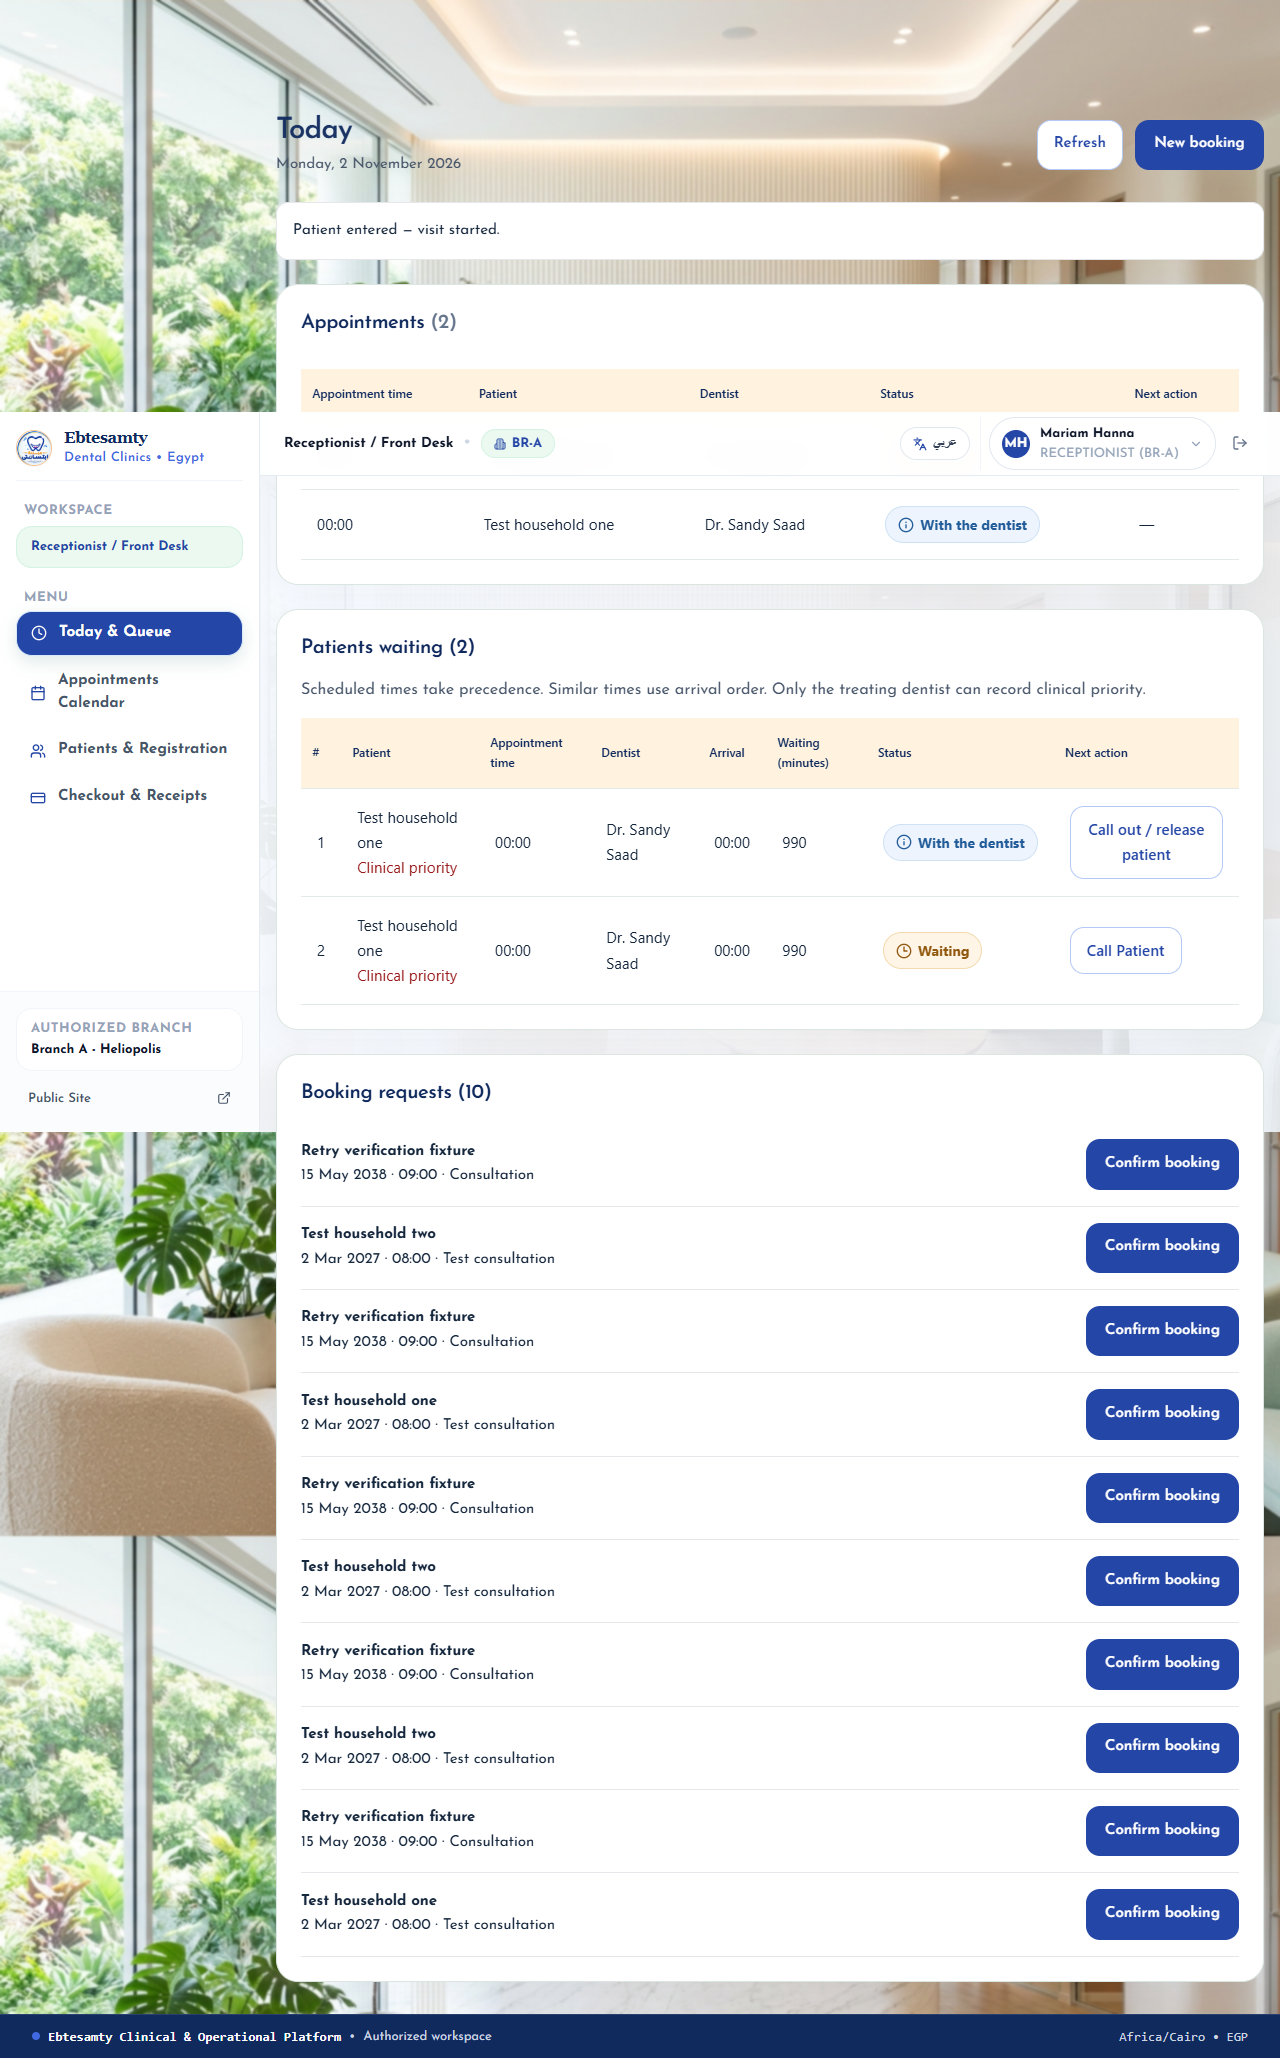 Today
Monday, 2 November 2026
Refresh
New booking
Patient entered – visit started.
Appointments (2)
Appointment time
Patient
Dentist
Status
Next action
Ebtesamty
Dental Clinics • Egypt
Receptionist / Front Desk •
BR-A
عربي
MH
Mariam Hanna
RECEPTIONIST (BR-A)
WORKSPACE
Receptionist / Front Desk
MENU
Today & Queue
Appointments
Calendar
Patients & Registration
Checkout & Receipts
AUTHORIZED BRANCH
Branch A - Heliopolis
Public Site
00:00
Test household one
Dr. Sandy Saad
With the dentist
—
Patients waiting (2)
Scheduled times take precedence. Similar times use arrival order. Only the treating dentist can record clinical priority.
#
Patient
Appointment
time
Dentist
Arrival
Waiting
(minutes)
Status
Next action
1
Test household
one
Clinical priority
00:00
Dr. Sandy
Saad
00:00
990
With the dentist
Call out / release
patient
2
Test household
one
Clinical priority
00:00
Dr. Sandy
Saad
00:00
990
Waiting
Call Patient
Booking requests (10)
Retry verification fixture
15 May 2038 · 09:00 · Consultation
Confirm booking
Test household two
2 Mar 2027 · 08:00 · Test consultation
Confirm booking
Retry verification fixture
15 May 2038 · 09:00 · Consultation
Confirm booking
Test household one
2 Mar 2027 · 08:00 · Test consultation
Confirm booking
Retry verification fixture
15 May 2038 · 09:00 · Consultation
Confirm booking
Test household two
2 Mar 2027 · 08:00 · Test consultation
Confirm booking
Retry verification fixture
15 May 2038 · 09:00 · Consultation
Confirm booking
Test household two
2 Mar 2027 · 08:00 · Test consultation
Confirm booking
Retry verification fixture
15 May 2038 · 09:00 · Consultation
Confirm booking
Test household one
2 Mar 2027 · 08:00 · Test consultation
Confirm booking
Ebtesamty Clinical & Operational Platform • Authorized workspace
Africa/Cairo • EGP